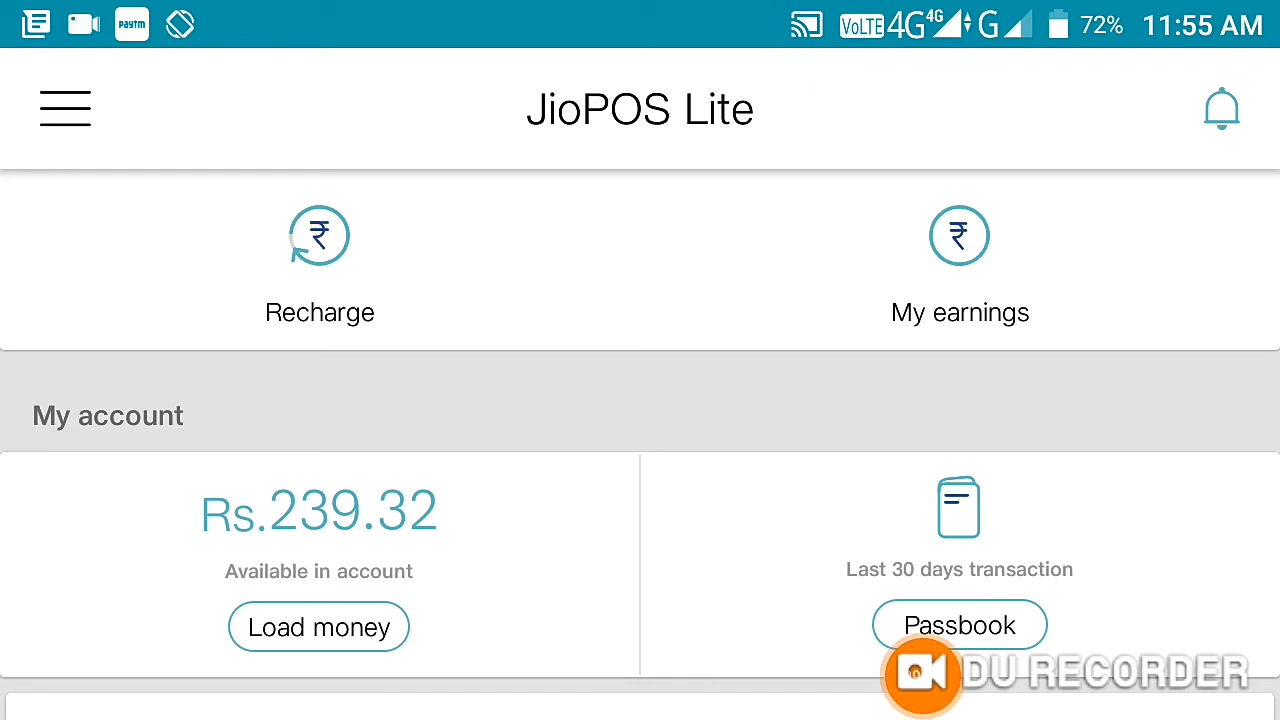 paytm VoLTE 4G 4G G 72% 11:55 AM
JioPOS Lite
₹ ₹
Recharge My earnings
My account
Rs.239.32
Available in account Last 30 days transaction
Load money Passbook
DU RECORDER